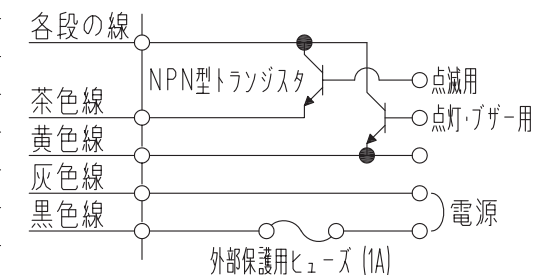 各段の線
NPN型トランジスタ
点滅用
茶色線
点灯・ブザー用
黄色線
灰色線
電源
黒色線
外部保護用ヒューズ (1A)